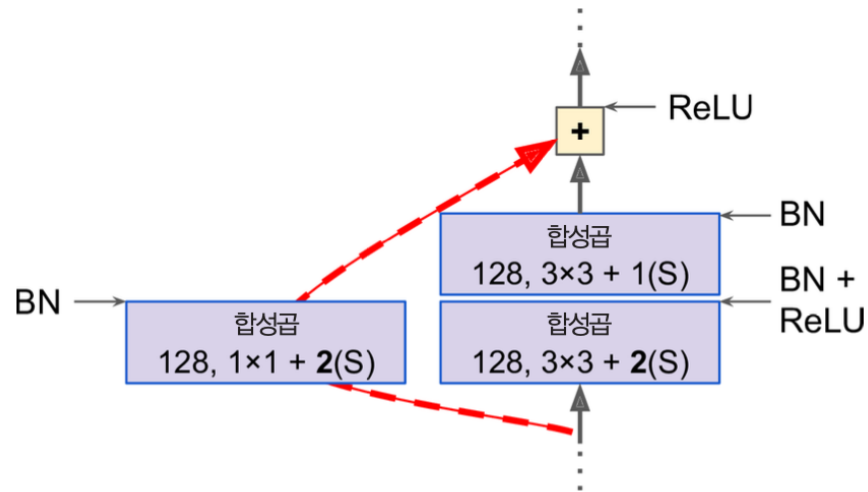 ReLU
+
BN
합성곱
128, 3×3 + 1(S)
BN +
ReLU
BN
합성곱
128, 1×1 + 2(S)
합성곱
128, 3×3 + 2(S)